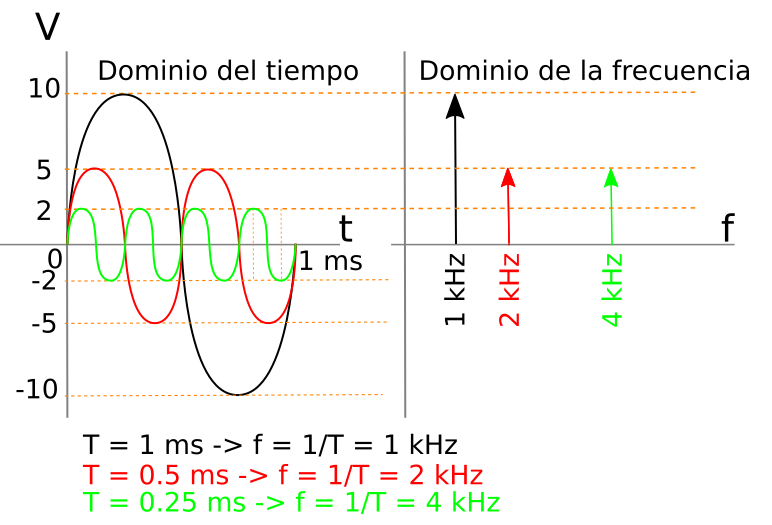 V
Dominio del tiempo
Dominio de la frecuencia
10
5
2
t
f
0
1 ms
-2
-5
-10
1 kHz
2 kHz
4 kHz
T = 1 ms -> f = 1/T = 1 kHz
T = 0.5 ms -> f = 1/T = 2 kHz
T = 0.25 ms -> f = 1/T = 4 kHz